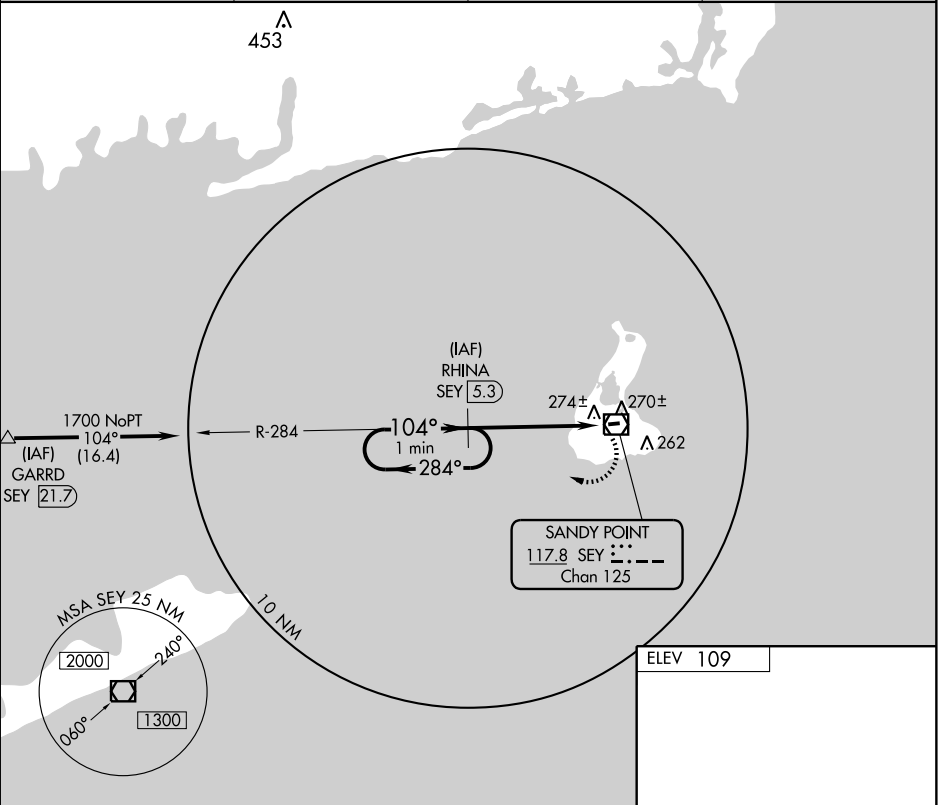 453
(IAF)
RHINA
SEY 5.3
274± 270±
262
1700 NoPT
104°
(16.4)
(IAF)
GARRD
SEY 21.7
R-284
104°
1 min
284°
SANDY POINT
117.8 SEY
Chan 125
10 NM
MSA SEY 25 NM
2000
240°
060°
1300
ELEV 109